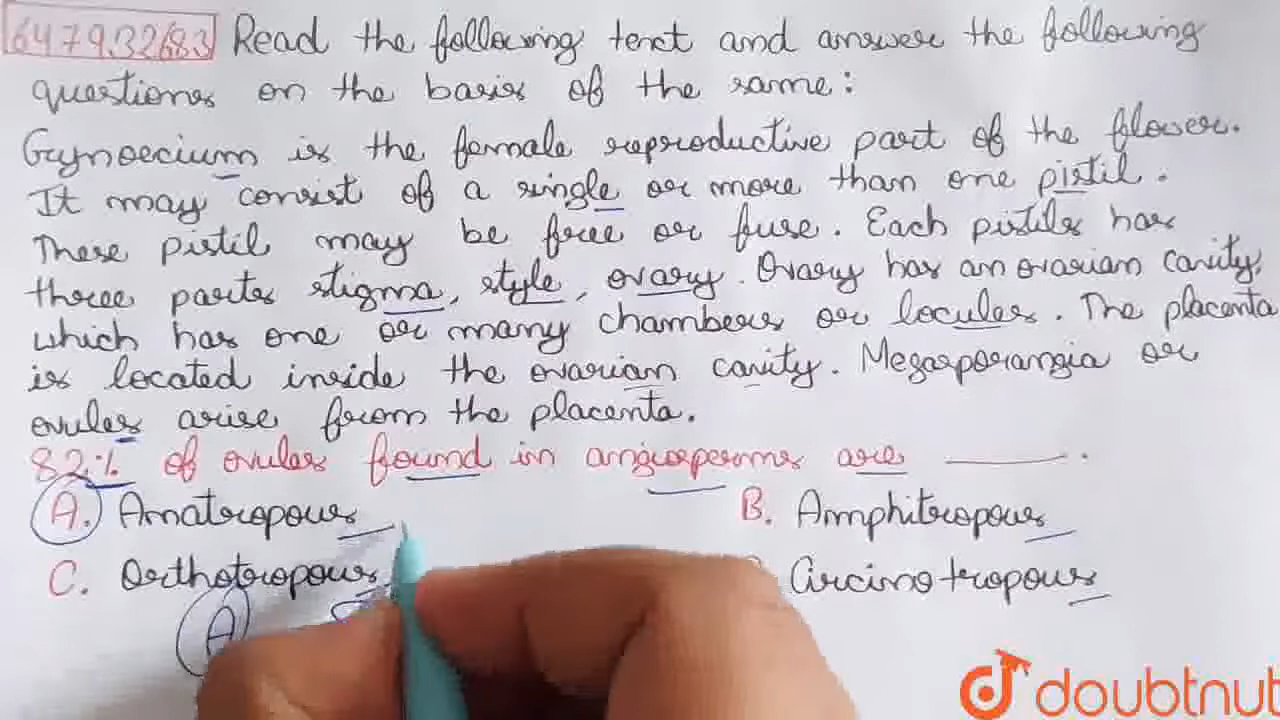 647932683 Read the following text and answer the following
questions on the basis of the same:
Gynoecium is the female reproductive part of the flower.
It may consist of a single or more than one pistil.
These pistil may be free or fuse. Each pistils has
three parts stigma, style, ovary. Ovary has an ovarian cavity,
which has one or many chambers or locules. The placenta
is located inside the ovarian cavity. Megasporangia or
ovules arise from the placenta.
82% of ovules found in angiosperms are ______.
A. Anatropous B. Amphitropous
C. Orthotropous Circinotropous
A
doubtnut